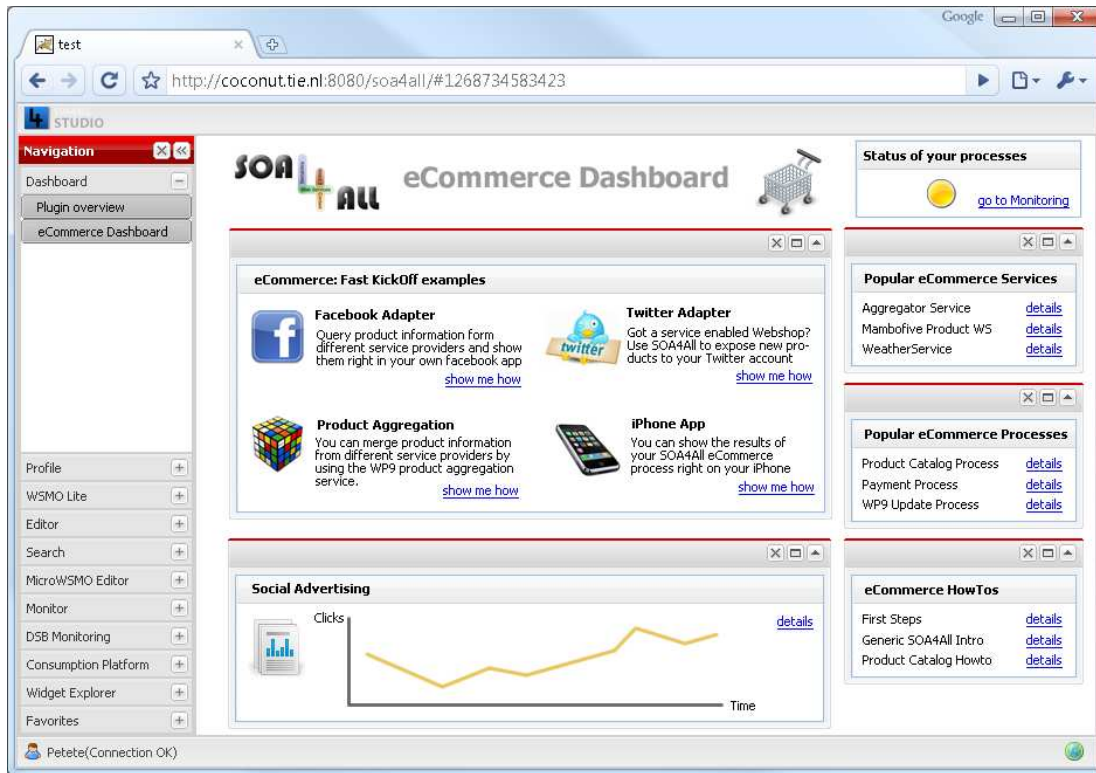 Google
test
http://coconut.tie.nl:8080/soa4all/#1268734583423
STUDIO
Navigation
Dashboard
Plugin overview
eCommerce Dashboard
Profile
WSMO Lite
Editor
Search
MicroWSMO Editor
Monitor
DSB Monitoring
Consumption Platform
Widget Explorer
Favorites
SOA4ALL
eCommerce Dashboard
Status of your processes
go to Monitoring
eCommerce: Fast KickOff examples
Facebook Adapter
Query product information form
different service providers and show
them right in your own facebook app
show me how
Twitter Adapter
Got a service enabled Webshop?
Use SOA4All to expose new pro-
ducts to your Twitter account
show me how
twitter
Product Aggregation
You can merge product information
from different service providers by
using the WP9 product aggregation
service.
show me how
iPhone App
You can show the results of
your SOA4All eCommerce
process right on your iPhone
show me how
Popular eCommerce Services
Aggregator Service details
Mambofive Product WS details
WeatherService details
Popular eCommerce Processes
Product Catalog Process details
Payment Process details
WP9 Update Process details
Social Advertising
Clicks
details
Time
eCommerce HowTos
First Steps details
Generic SOA4All Intro details
Product Catalog Howto details
Petete(Connection OK)